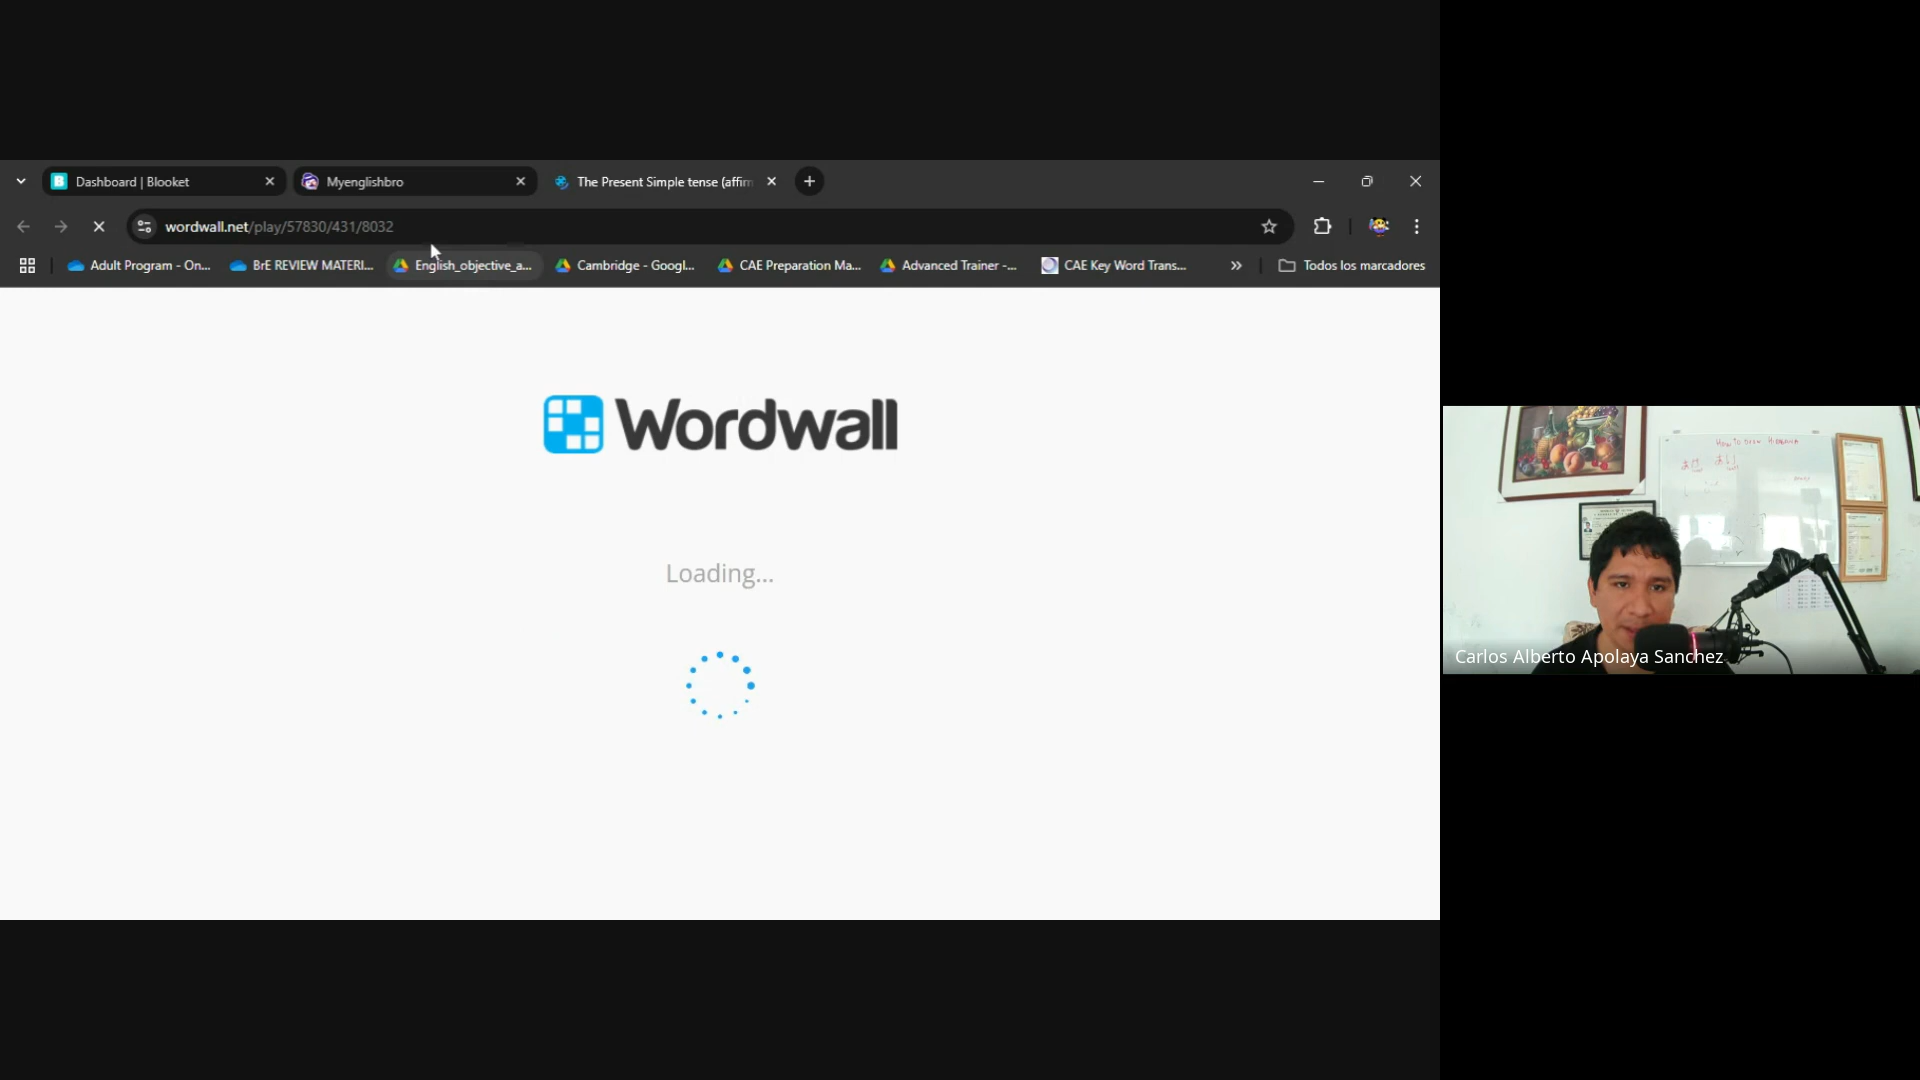 Dashboard | Blooket
Myenglishbro
The Present Simple tense (affirm
wordwall.net/play/57830/431/8032
Adult Program - On...
BrE REVIEW MATERI...
English_objective_a...
Cambridge - Googl...
CAE Preparation Ma...
Advanced Trainer -...
CAE Key Word Trans...
Todos los marcadores
Wordwall
Loading...
Carlos Alberto Apolaya Sanchez